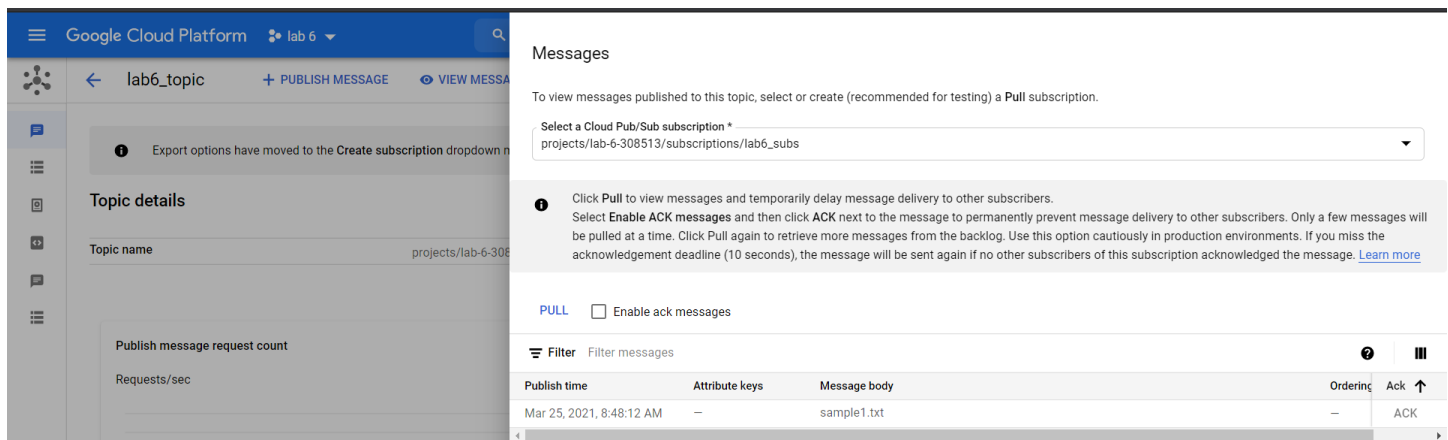 Google Cloud Platform
lab 6
lab6_topic
PUBLISH MESSAGE
VIEW MESSA
Export options have moved to the Create subscription dropdown
Topic details
Topic name
projects/lab-6-308
Publish message request count
Requests/sec
Messages
To view messages published to this topic, select or create (recommended for testing) a Pull subscription.
Select a Cloud Pub/Sub subscription *
projects/lab-6-308513/subscriptions/lab6_subs
Click Pull to view messages and temporarily delay message delivery to other subscribers.
Select Enable ACK messages and then click ACK next to the message to permanently prevent message delivery to other subscribers. Only a few messages will
be pulled at a time. Click Pull again to retrieve more messages from the backlog. Use this option cautiously in production environments. If you miss the
acknowledgement deadline (10 seconds), the message will be sent again if no other subscribers of this subscription acknowledged the message. Learn more
PULL
Enable ack messages
Filter Filter messages
Publish time Attribute keys Message body Ordering Ack
Mar 25, 2021, 8:48:12 AM — sample1.txt — ACK